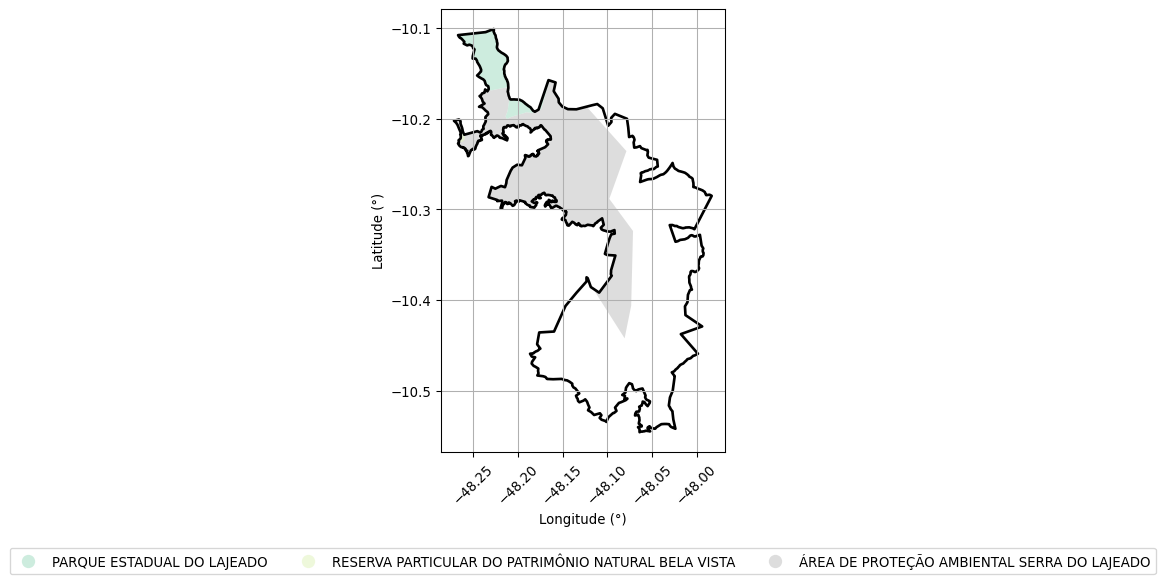 −10.1
−10.2
−10.3
−10.4
−10.5
Latitude (°)
−48.25
−48.20
−48.15
−48.10
−48.05
−48.00
Longitude (°)
PARQUE ESTADUAL DO LAJEADO
RESERVA PARTICULAR DO PATRIMÔNIO NATURAL BELA VISTA
ÁREA DE PROTEÇÃO AMBIENTAL SERRA DO LAJEADO